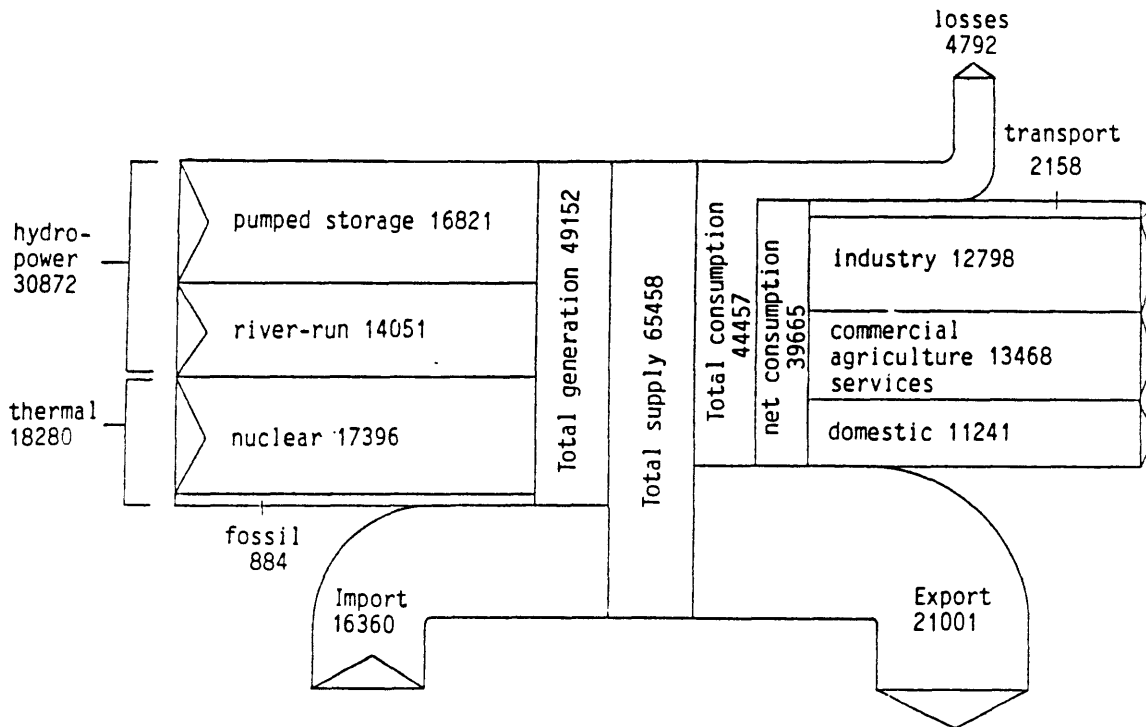 losses
4792
transport
2158
hydro-
power
30872
pumped storage 16821
river-run 14051
thermal
18280
nuclear 17396
fossil
884
Total generation 49152
Total supply 65458
Total consumption
44457
net consumption
39665
industry 12798
commercial
agriculture 13468
services
domestic 11241
Import
16360
Export
21001